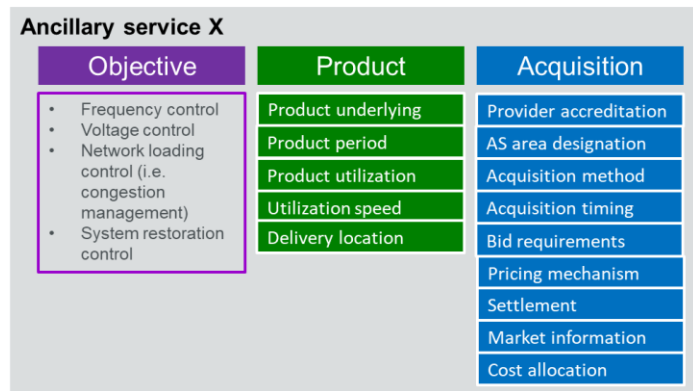 Ancillary service X
Objective
• Frequency control
• Voltage control
• Network loading
control (i.e.
congestion
management)
• System restoration
control
Product
Product underlying
Product period
Product utilization
Utilization speed
Delivery location
Acquisition
Provider accreditation
AS area designation
Acquisition method
Acquisition timing
Bid requirements
Pricing mechanism
Settlement
Market information
Cost allocation